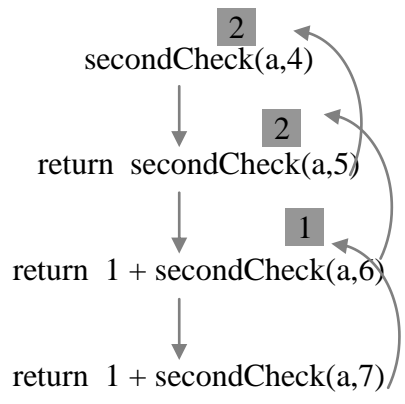 2
secondCheck(a,4)
2
return secondCheck(a,5)
1
return 1 + secondCheck(a,6)
return 1 + secondCheck(a,7)